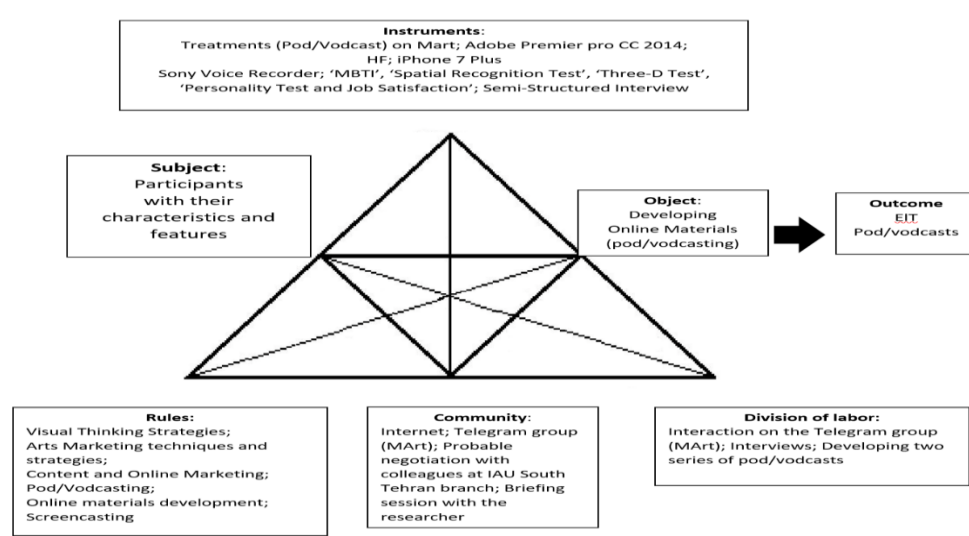 Instruments:
Treatments (Pod/Vodcast) on Mart; Adobe Premier pro CC 2014;
HF; iPhone 7 Plus
Sony Voice Recorder; ‘MBTI’, ‘Spatial Recognition Test’, ‘Three-D Test’,
‘Personality Test and Job Satisfaction’; Semi-Structured Interview
Subject:
Participants
with their
characteristics and
features
Object:
Developing
Online Materials
(pod/vodcasting)
Outcome
EIT
Pod/vodcasts
Rules:
Visual Thinking Strategies;
Arts Marketing techniques and
strategies;
Content and Online Marketing;
Pod/Vodcasting;
Online materials development;
Screencasting
Community:
Internet; Telegram group
(MArt); Probable
negotiation with
colleagues at IAU South
Tehran branch; Briefing
session with the
researcher
Division of labor:
Interaction on the Telegram group
(MArt); Interviews; Developing two
series of pod/vodcasts